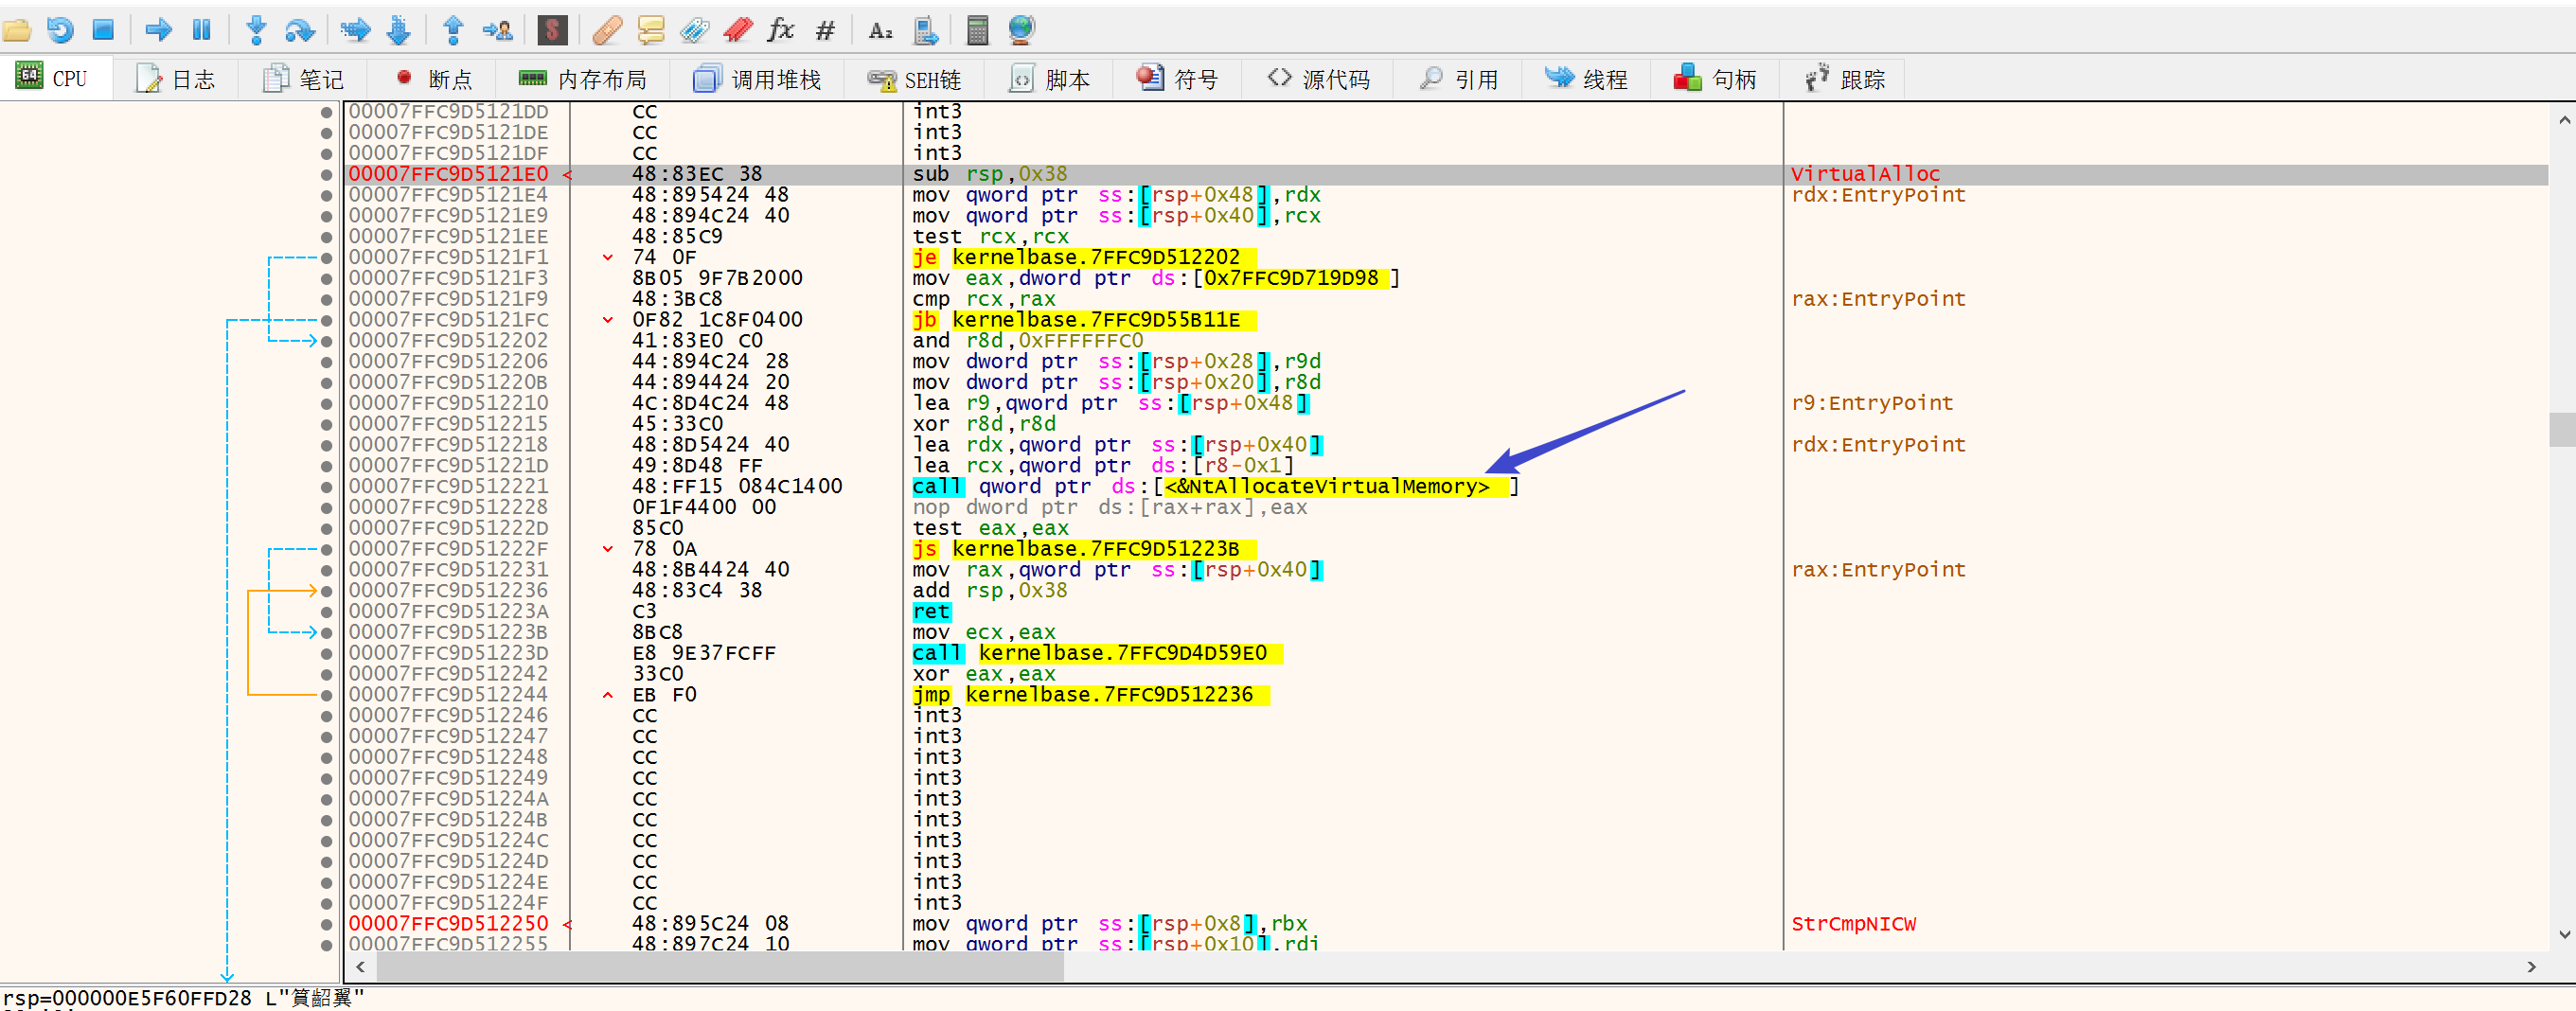 CPU 日志 笔记 断点 内存布局 调用堆栈 SEH链 脚本 符号 源代码 引用 线程 句柄 跟踪
00007FFC9D5121DD CC int3
00007FFC9D5121DE CC int3
00007FFC9D5121DF CC int3
00007FFC9D5121E0 < 48:83EC 38 sub rsp,0x38 VirtualAlloc
00007FFC9D5121E4 48:895424 48 mov qword ptr ss:[rsp+0x48],rdx rdx:EntryPoint
00007FFC9D5121E9 48:894C24 40 mov qword ptr ss:[rsp+0x40],rcx
00007FFC9D5121EE 48:85C9 test rcx,rcx
00007FFC9D5121F1 74 0F je kernelbase.7FFC9D512202
00007FFC9D5121F3 8B05 9F7B2000 mov eax,dword ptr ds:[0x7FFC9D719D98]
00007FFC9D5121F9 48:3BC8 cmp rcx,rax rax:EntryPoint
00007FFC9D5121FC 0F82 1C8F0400 jb kernelbase.7FFC9D55B11E
00007FFC9D512202 41:83E0 C0 and r8d,0xFFFFFFC0
00007FFC9D512206 44:894C24 28 mov dword ptr ss:[rsp+0x28],r9d
00007FFC9D51220B 44:894424 20 mov dword ptr ss:[rsp+0x20],r8d
00007FFC9D512210 4C:8D4C24 48 lea r9,qword ptr ss:[rsp+0x48] r9:EntryPoint
00007FFC9D512215 45:33C0 xor r8d,r8d
00007FFC9D512218 48:8D5424 40 lea rdx,qword ptr ss:[rsp+0x40] rdx:EntryPoint
00007FFC9D51221D 49:8D48 FF lea rcx,qword ptr ds:[r8-0x1]
00007FFC9D512221 48:FF15 084C1400 call qword ptr ds:[<&NtAllocateVirtualMemory>]
00007FFC9D512228 0F1F4400 00 nop dword ptr ds:[rax+rax],eax
00007FFC9D51222D 85C0 test eax,eax
00007FFC9D51222F 78 0A js kernelbase.7FFC9D51223B
00007FFC9D512231 48:8B4424 40 mov rax,qword ptr ss:[rsp+0x40] rax:EntryPoint
00007FFC9D512236 48:83C4 38 add rsp,0x38
00007FFC9D51223A C3 ret
00007FFC9D51223B 8BC8 mov ecx,eax
00007FFC9D51223D E8 9E37FCFF call kernelbase.7FFC9D4D59E0
00007FFC9D512242 33C0 xor eax,eax
00007FFC9D512244 EB F0 jmp kernelbase.7FFC9D512236
00007FFC9D512246 CC int3
00007FFC9D512247 CC int3
00007FFC9D512248 CC int3
00007FFC9D512249 CC int3
00007FFC9D51224A CC int3
00007FFC9D51224B CC int3
00007FFC9D51224C CC int3
00007FFC9D51224D CC int3
00007FFC9D51224E CC int3
00007FFC9D51224F CC int3
00007FFC9D512250 < 48:895C24 08 mov qword ptr ss:[rsp+0x8],rbx StrCmpNICW
00007FFC9D512255 48:897C24 10 mov qword ptr ss:[rsp+0x10],rdi
rsp=000000E5F60FFD28